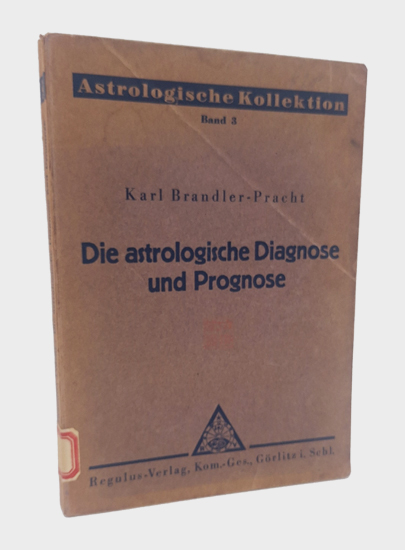 Astrologische Kollektion
Band 3
Karl Brandler-Pracht
Die astrologische Diagnose
und Prognose
Regulus-Verlag, Kom.-Ges., Görlitz i. Schl.